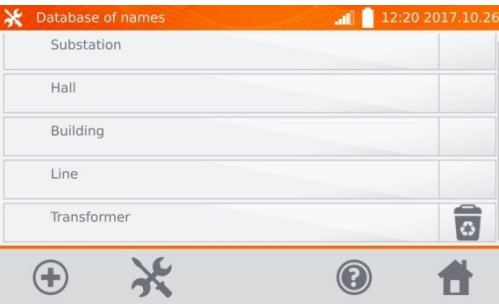 Database of names 12:20 2017.10.26
Substation
Hall
Building
Line
Transformer